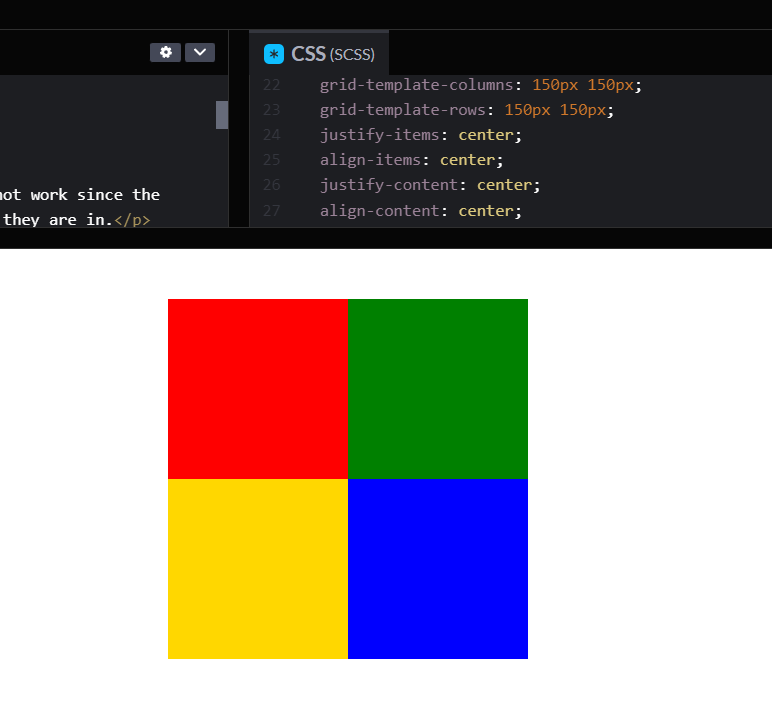 CSS (SCSS)
not work since the
they are in.</p>
22 grid-template-columns: 150px 150px;
23 grid-template-rows: 150px 150px;
24 justify-items: center;
25 align-items: center;
26 justify-content: center;
27 align-content: center;